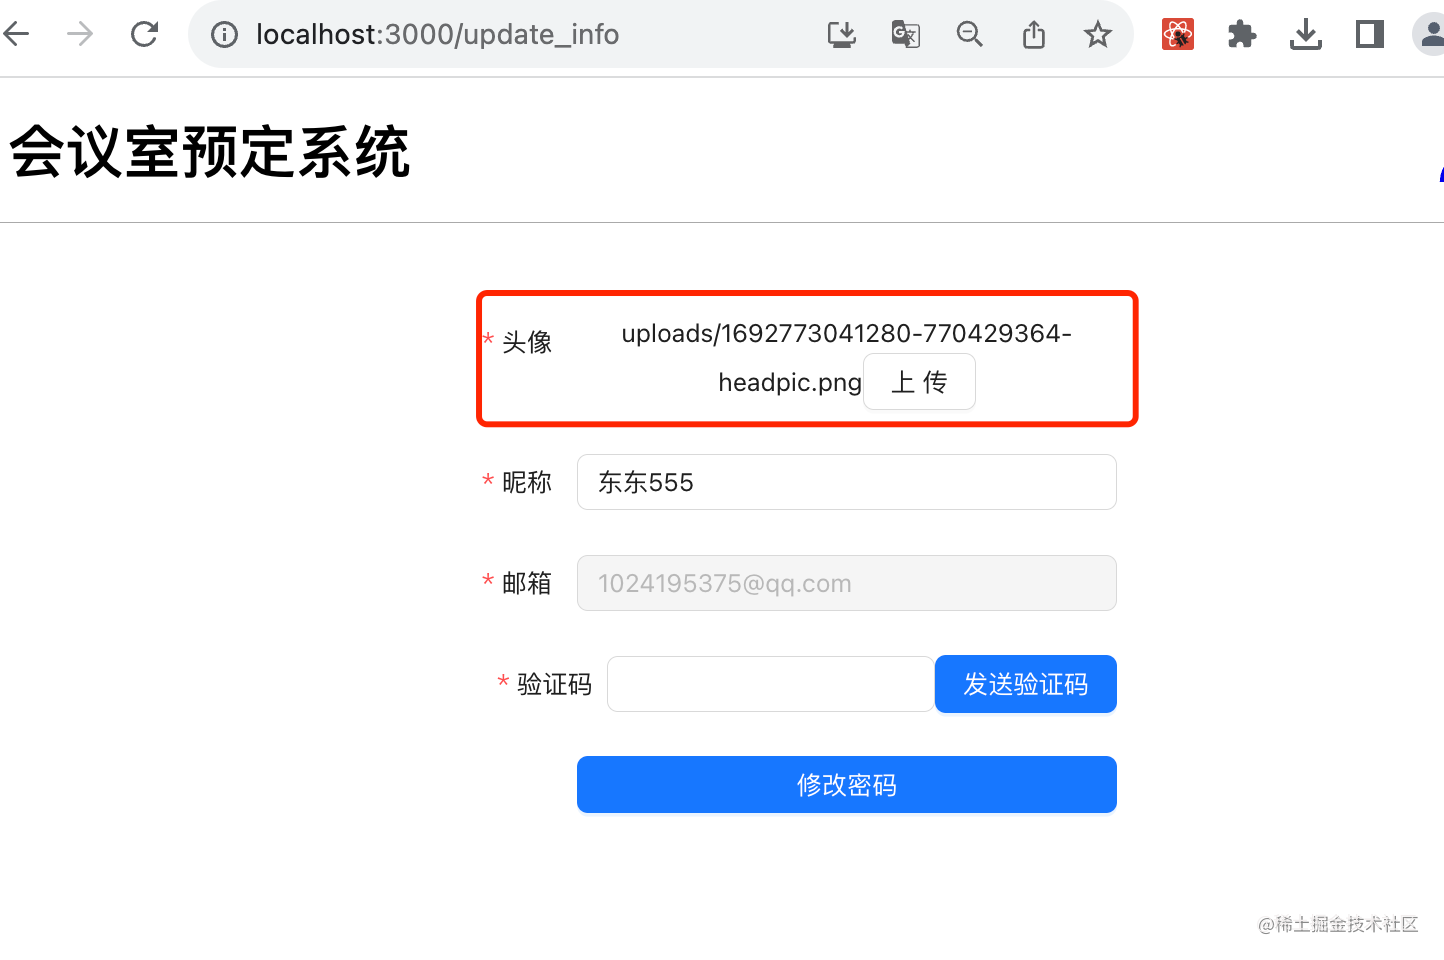 localhost:3000/update_info
会议室预定系统
* 头像
uploads/1692773041280-770429364-
headpic.png 上 传
* 昵称 东东555
* 邮箱 1024195375@qq.com
* 验证码 发送验证码
修改密码
@稀土掘金技术社区